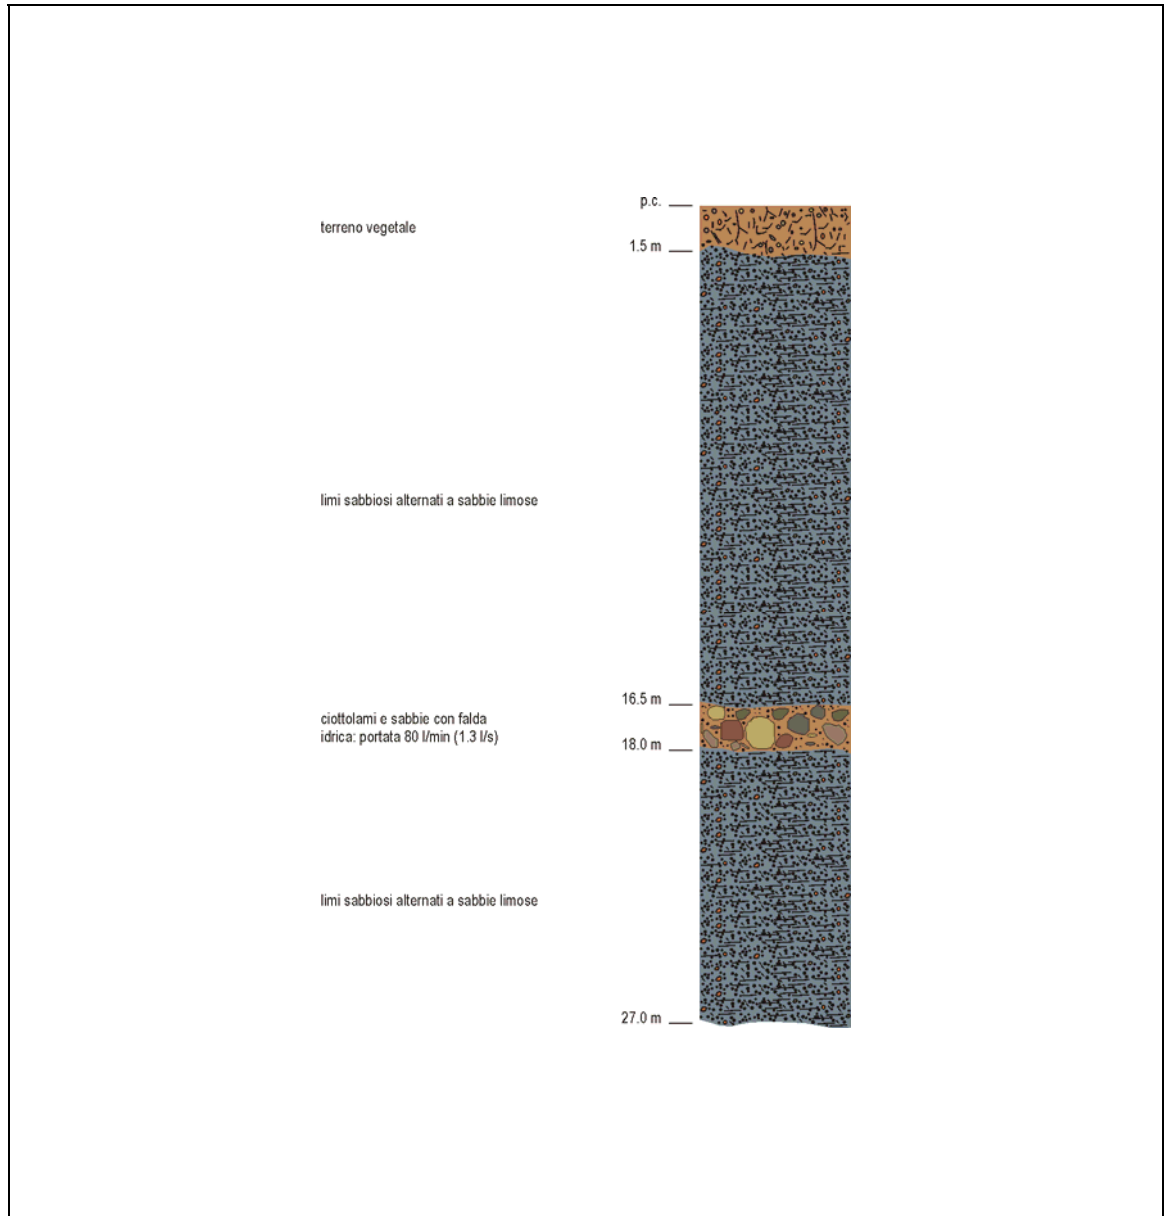 p.c.
terreno vegetale
1.5 m
limi sabbiosi alternati a sabbie limose
16.5 m
ciottolami e sabbie con falda
idrica: portata 80 l/min (1.3 l/s)
18.0 m
limi sabbiosi alternati a sabbie limose
27.0 m